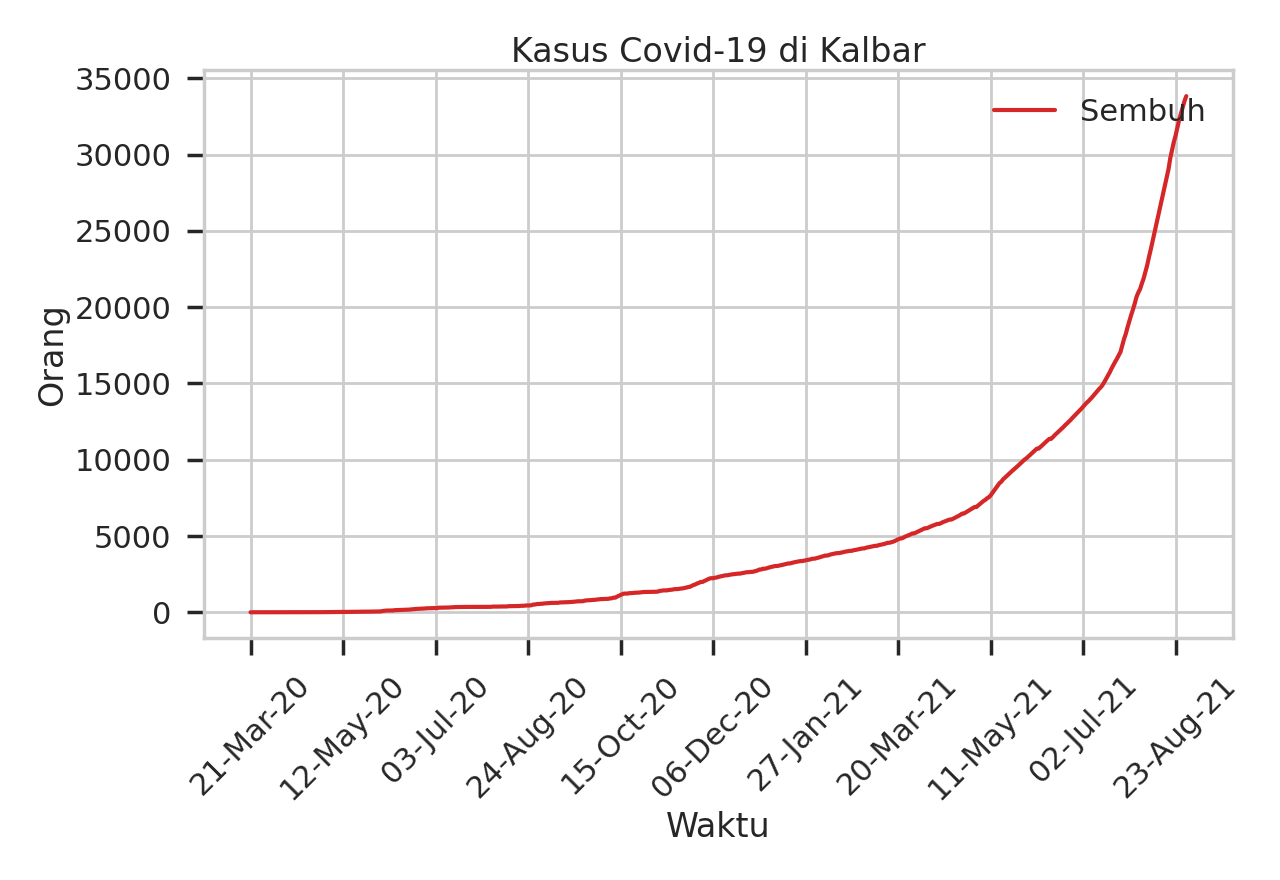 Kasus Covid-19 di Kalbar
Sembuh
35000
30000
25000
20000
15000
10000
5000
0
Orang
21-Mar-20
12-May-20
03-Jul-20
24-Aug-20
15-Oct-20
06-Dec-20
27-Jan-21
20-Mar-21
11-May-21
02-Jul-21
23-Aug-21
Waktu